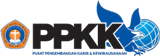 PPKK
PUSAT PENGEMBANGAN KARIR & KEWIRAUSAHAAN